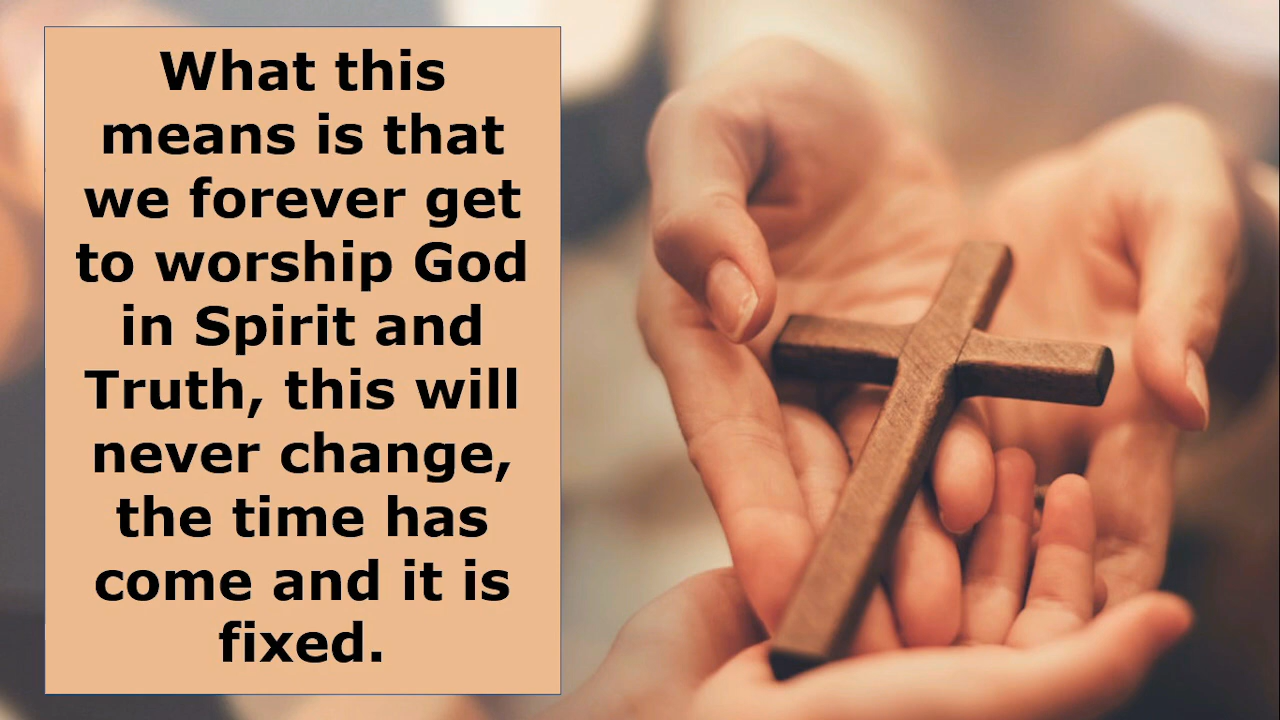 What this
means is that
we forever get
to worship God
in Spirit and
Truth, this will
never change,
the time has
come and it is
fixed.